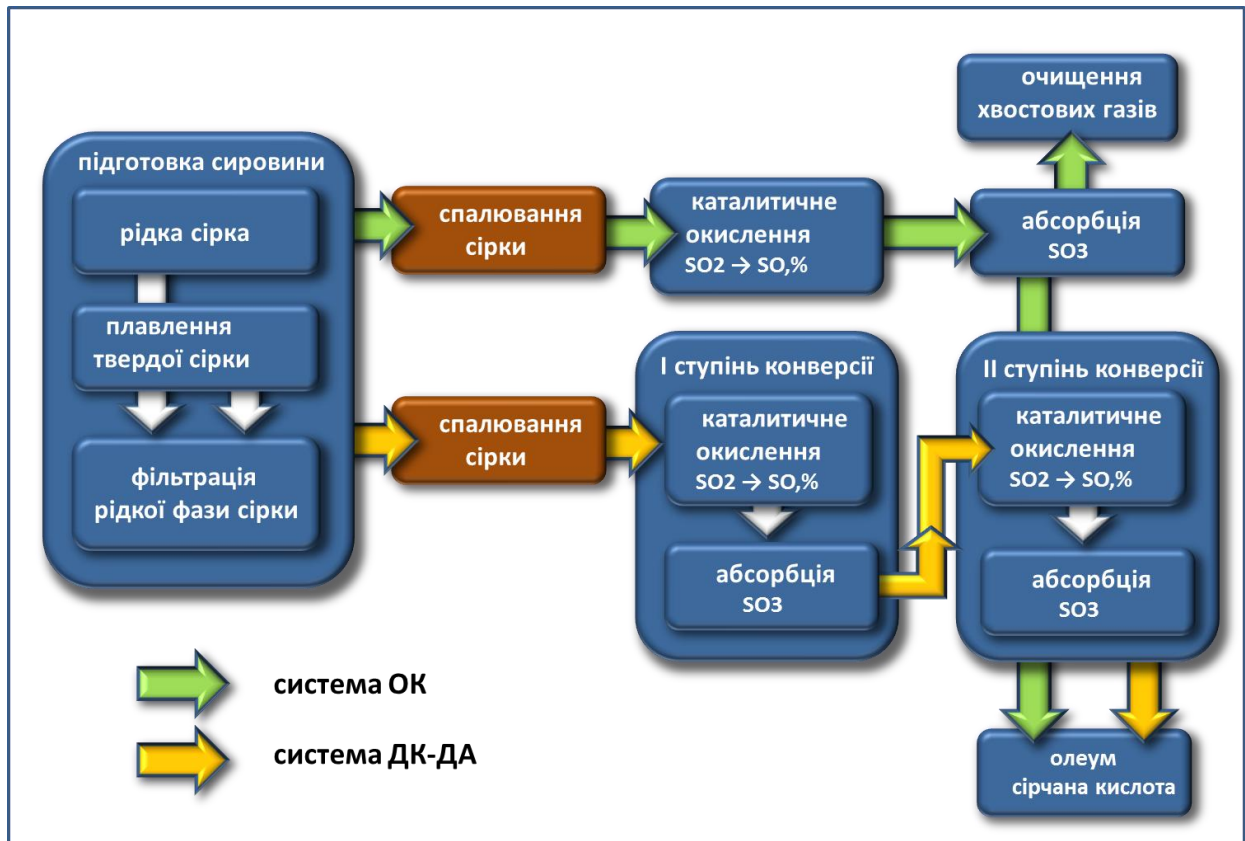 очищення
хвостових газів
підготовка сировини
рідка сірка
спалювання
сірки
каталитичне
окислення
SO2 → SO,%
абсорбція
SO3
плавлення
твердої сірки
фільтрація
рідкої фази сірки
спалювання
сірки
І ступінь конверсії
каталитичне
окислення
SO2 → SO,%
абсорбція
SO3
ІІ ступінь конверсії
каталитичне
окислення
SO2 → SO,%
абсорбція
SO3
система ОК
система ДК-ДА
олеум
сірчана кислота